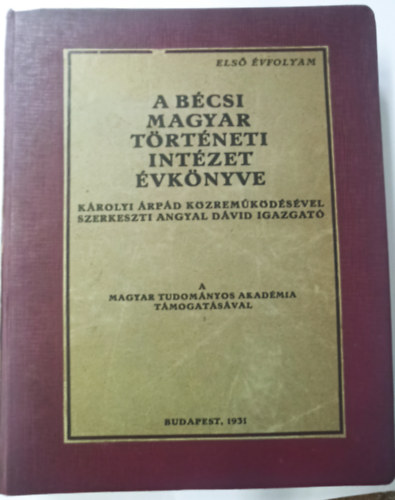 ELSŐ ÉVFOLYAM
A BÉCSI
MAGYAR
TÖRTÉNETI
INTÉZET
ÉVKÖNYVE
KÁROLYI ÁRPÁD KÖZREMŰKÖDÉSÉVEL
SZERKESZTI ANGYAL DÁVID IGAZGATÓ
A
MAGYAR TUDOMÁNYOS AKADÉMIA
TÁMOGATÁSÁVAL
BUDAPEST, 1931